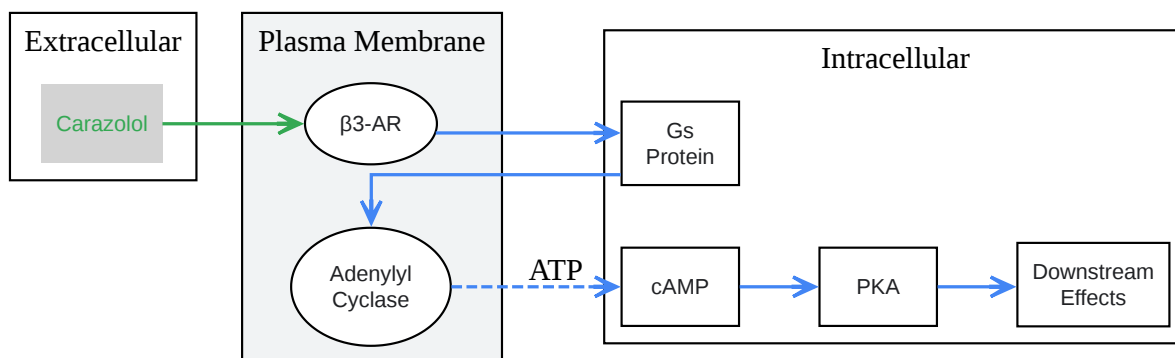 Extracellular
Plasma Membrane
Intracellular
Carazolol
β3-AR
Gs
Protein
Adenylyl
Cyclase
ATP
cAMP
PKA
Downstream
Effects